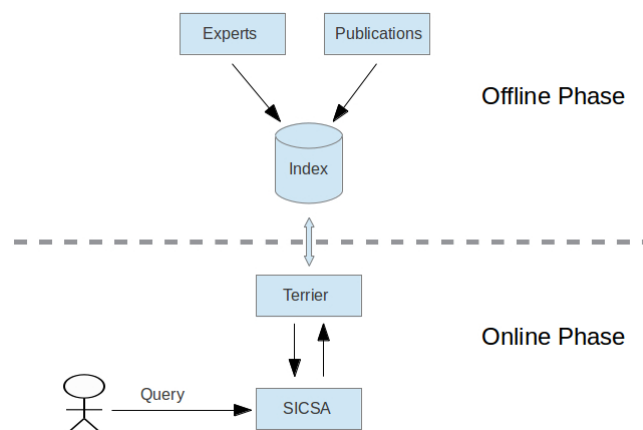 Experts
Publications
Offline Phase
Index
Terrier
Online Phase
Query
SICSA